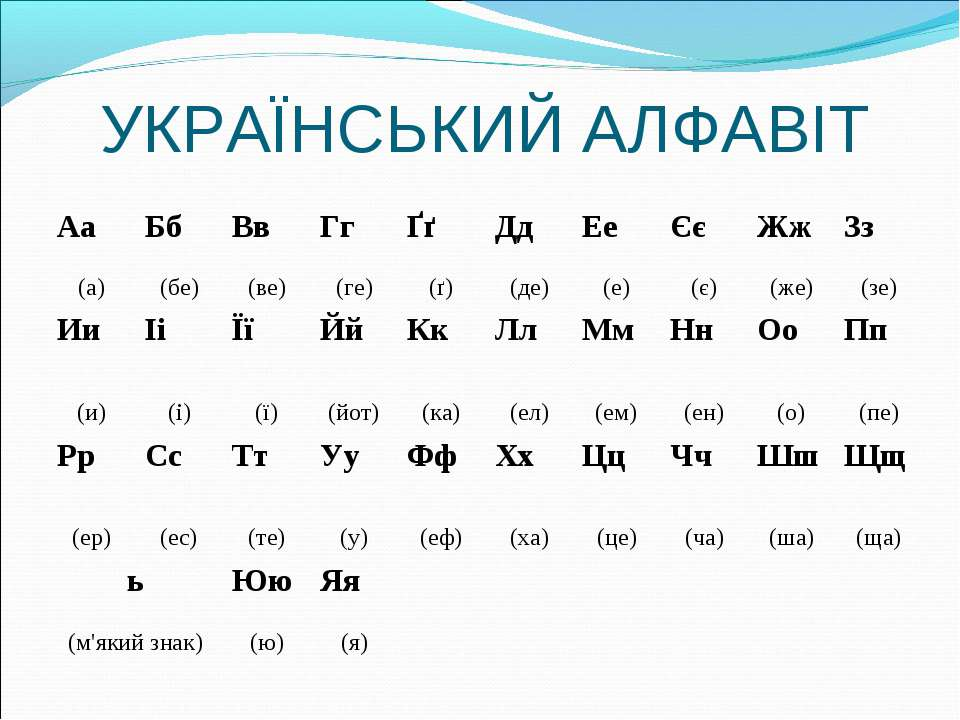 УКРАЇНСЬКИЙ АЛФАВІТ
Аа Бб Вв Гг Ґґ Дд Ее Єє Жж Зз
(а) (бе) (ве) (ге) (ґ) (де) (е) (є) (же) (зе)
Ии Іі Її Йй Кк Лл Мм Нн Оо Пп
(и) (і) (ї) (йот) (ка) (ел) (ем) (ен) (о) (пе)
Рр Сс Тт Уу Фф Хх Цц Чч Шш Щщ
(ер) (ес) (те) (у) (еф) (ха) (це) (ча) (ша) (ща)
ь Юю Яя
(м'який знак) (ю) (я)